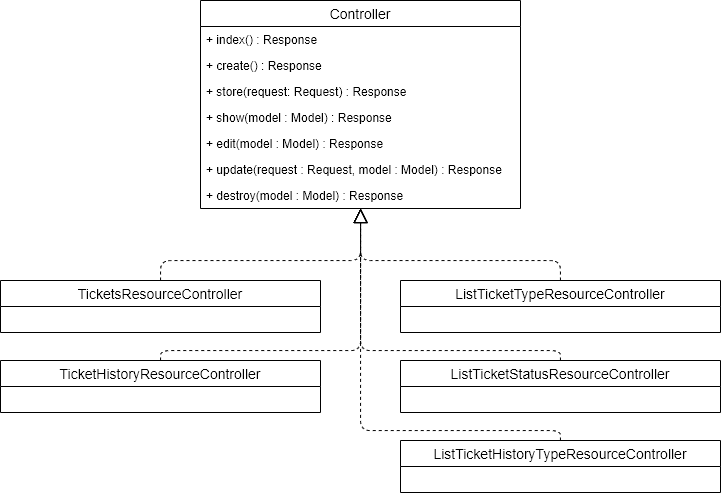 Controller
+ index() : Response
+ create() : Response
+ store(request: Request) : Response
+ show(model : Model) : Response
+ edit(model : Model) : Response
+ update(request : Request, model : Model) : Response
+ destroy(model : Model) : Response
TicketsResourceController
ListTicketTypeResourceController
TicketHistoryResourceController
ListTicketStatusResourceController
ListTicketHistoryTypeResourceController